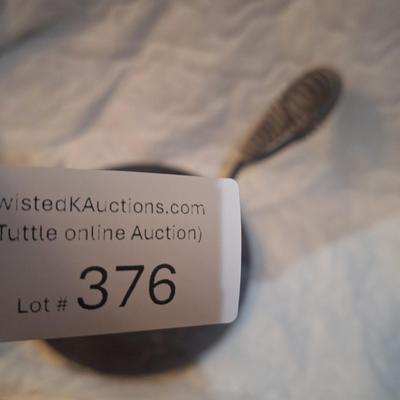 wistedKAuctions.com
Tuttle online Auction)
Lot # 376